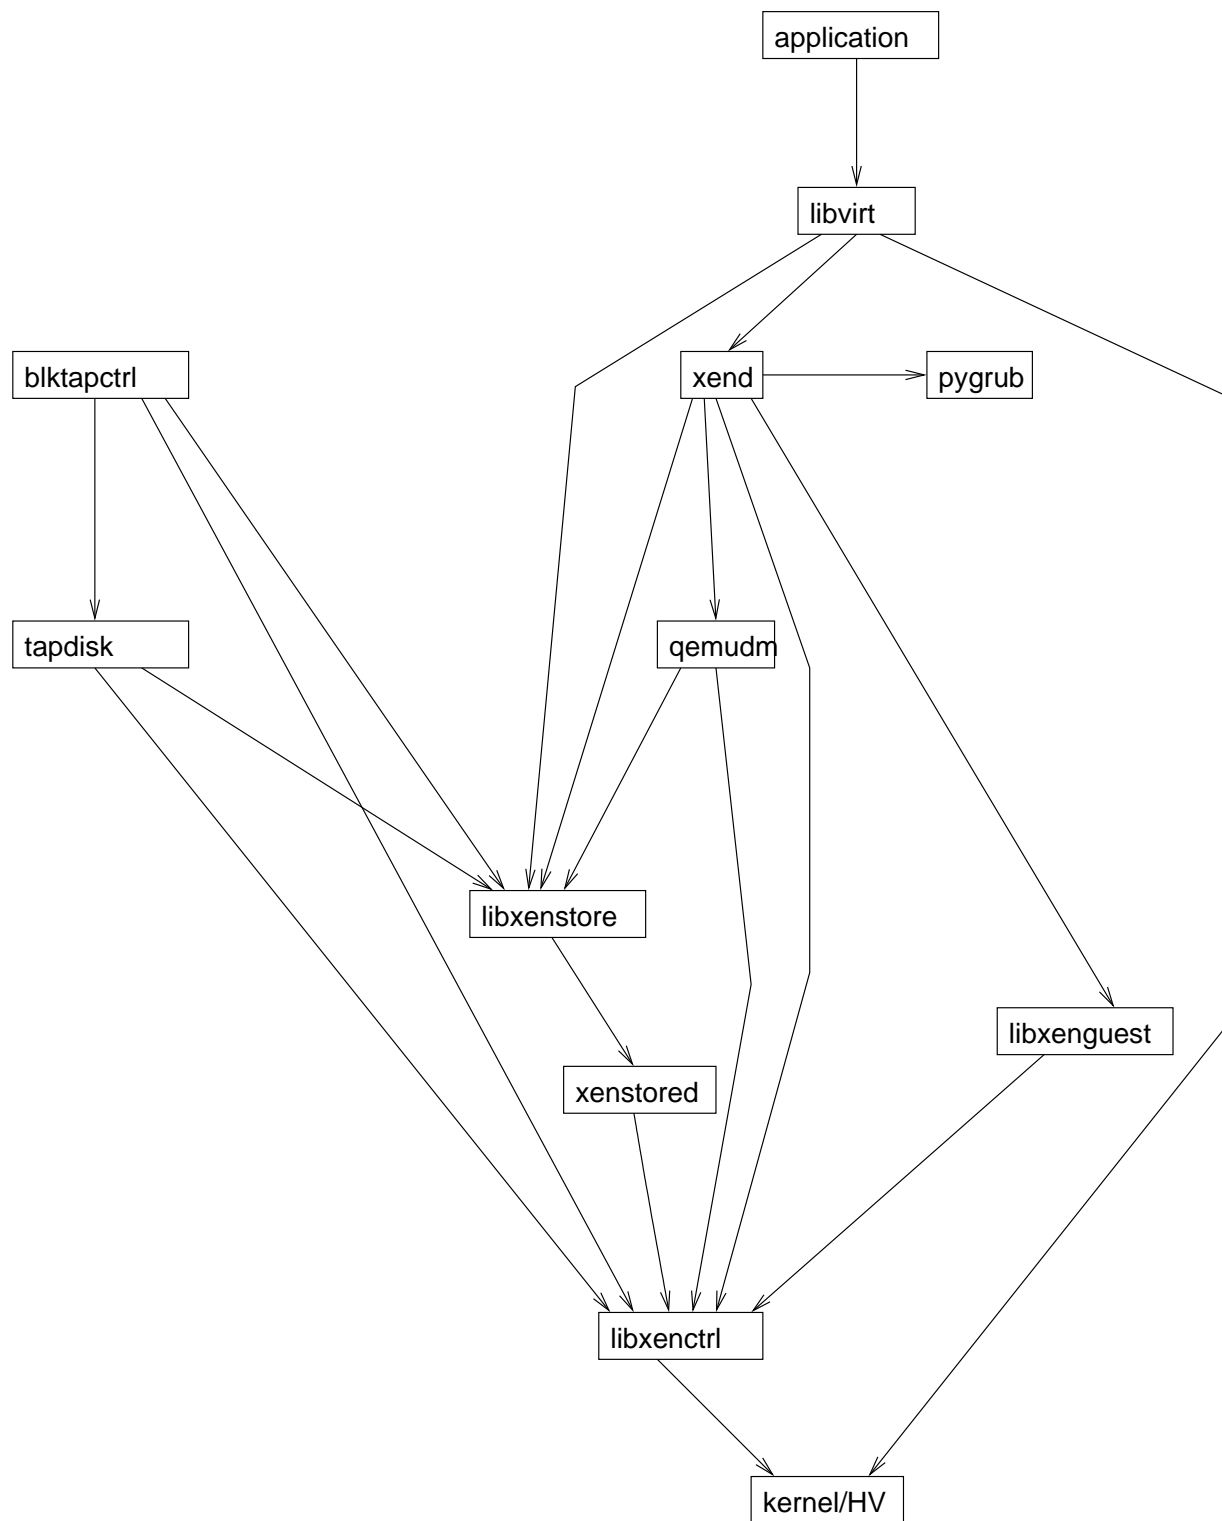 application
libvirt
blktapctrl
xend
pygrub
tapdisk
qemudm
libxenstore
libxenguest
xenstored
libxenctrl
kernel/HV